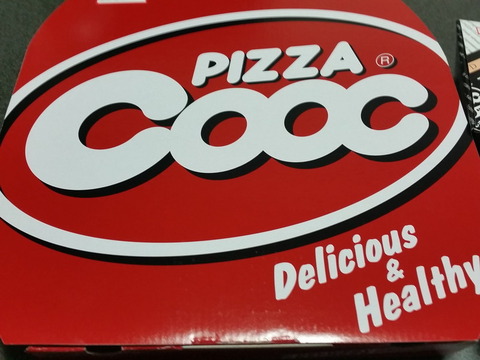 PIZZA ®
COOC
Delicious
&
Healthy